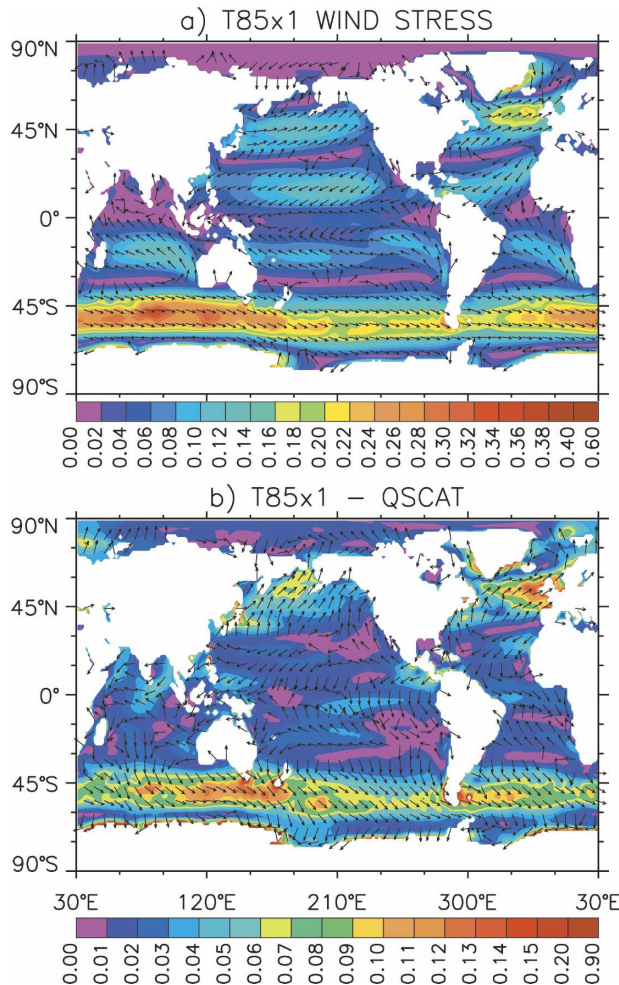 a) T85x1 WIND STRESS
90°N
45°N
0°
45°S
90°S
0.00 0.02 0.04 0.06 0.08 0.10 0.12 0.14 0.16 0.18 0.20 0.22 0.24 0.26 0.28 0.30 0.32 0.34 0.36 0.38 0.40 0.60
b) T85x1 − QSCAT
90°N
45°N
0°
45°S
90°S
30°E 120°E 210°E 300°E 30°E
0.00 0.01 0.02 0.03 0.04 0.05 0.06 0.07 0.08 0.09 0.10 0.11 0.12 0.13 0.14 0.15 0.20 0.90